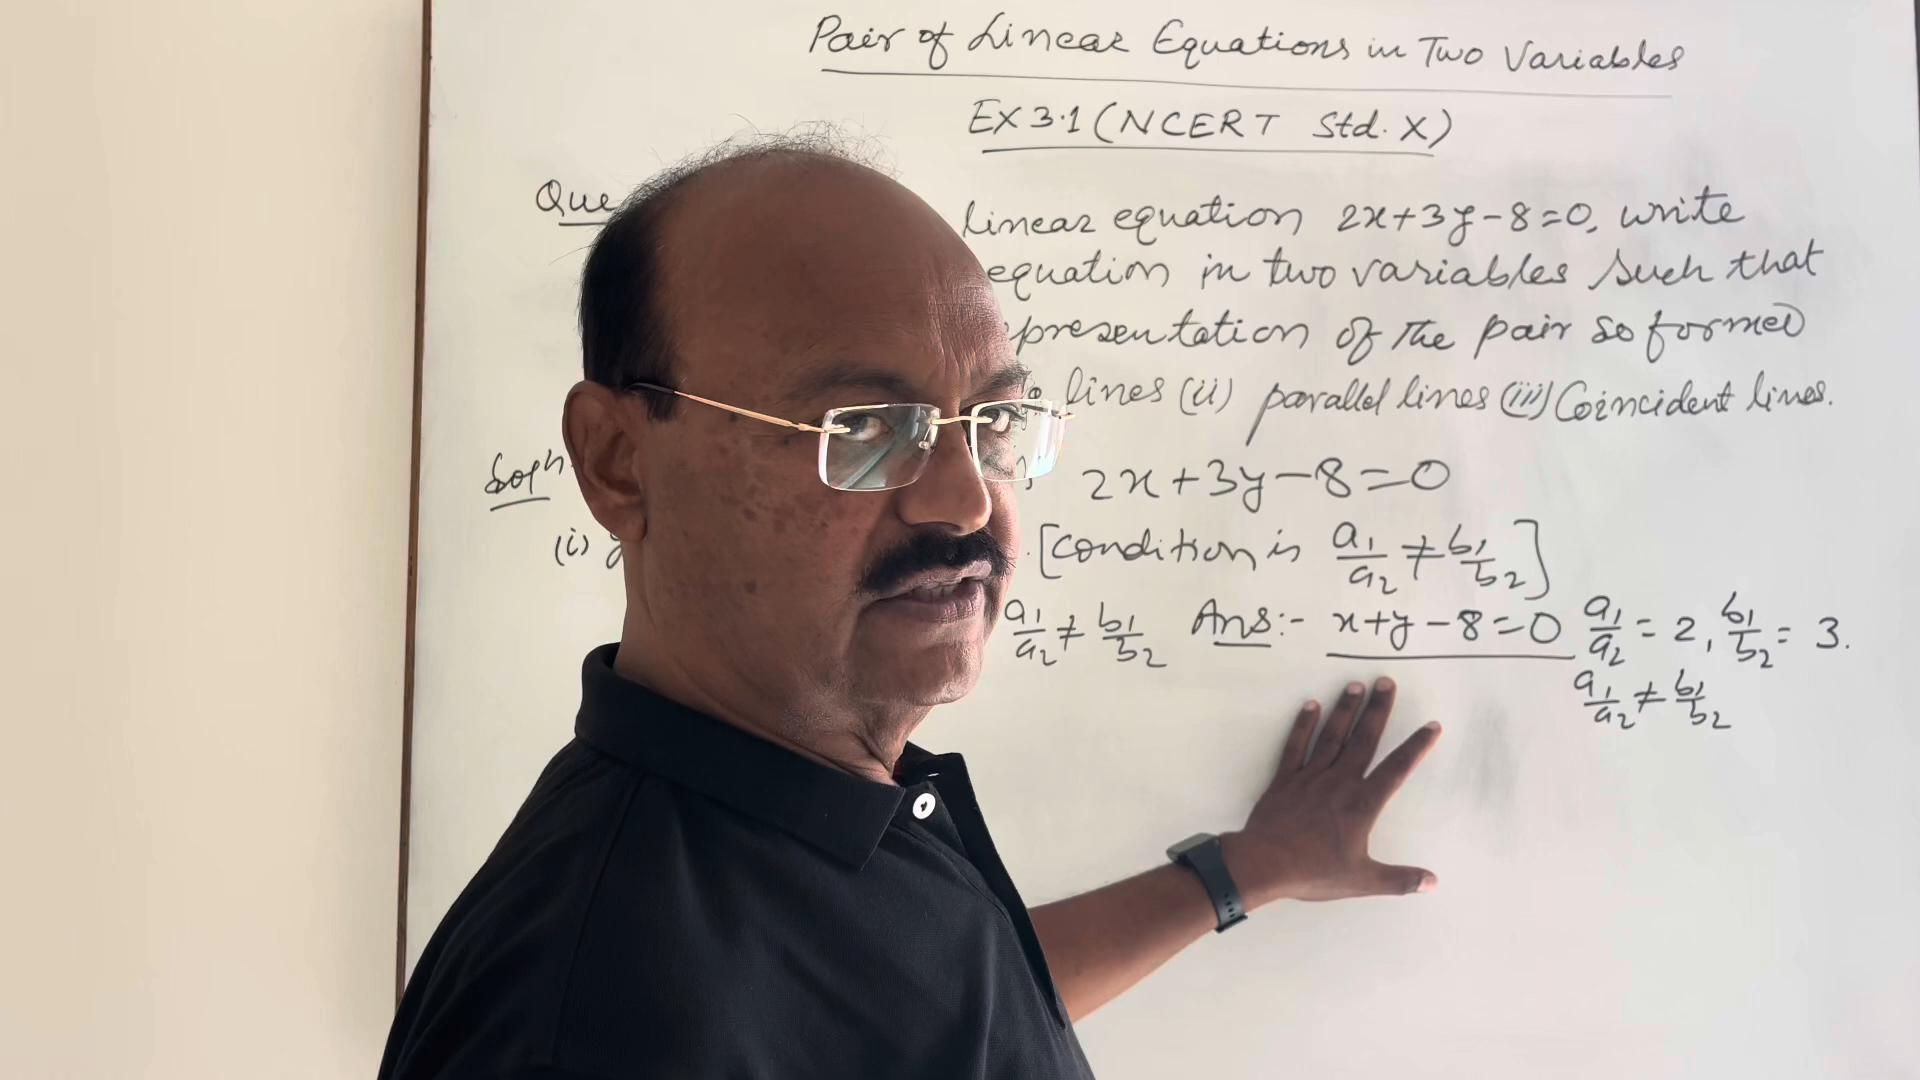 Pair of Linear Equations in Two Variables
EX 3.1 (NCERT Std. X)
Que linear equation 2x+3y-8=0, write
equation in two variables such that
presentation of the pair so formed
lines (ii) parallel lines (iii) Coincident lines.
Soln. 2x+3y-8=0
(i) [condition is a₁/a₂ ≠ b₁/b₂]
a₁/a₂ ≠ b₁/b₂ Ans:- x+y-8=0 a₁/a₂ = 2, b₁/b₂ = 3.
a₁/a₂ ≠ b₁/b₂